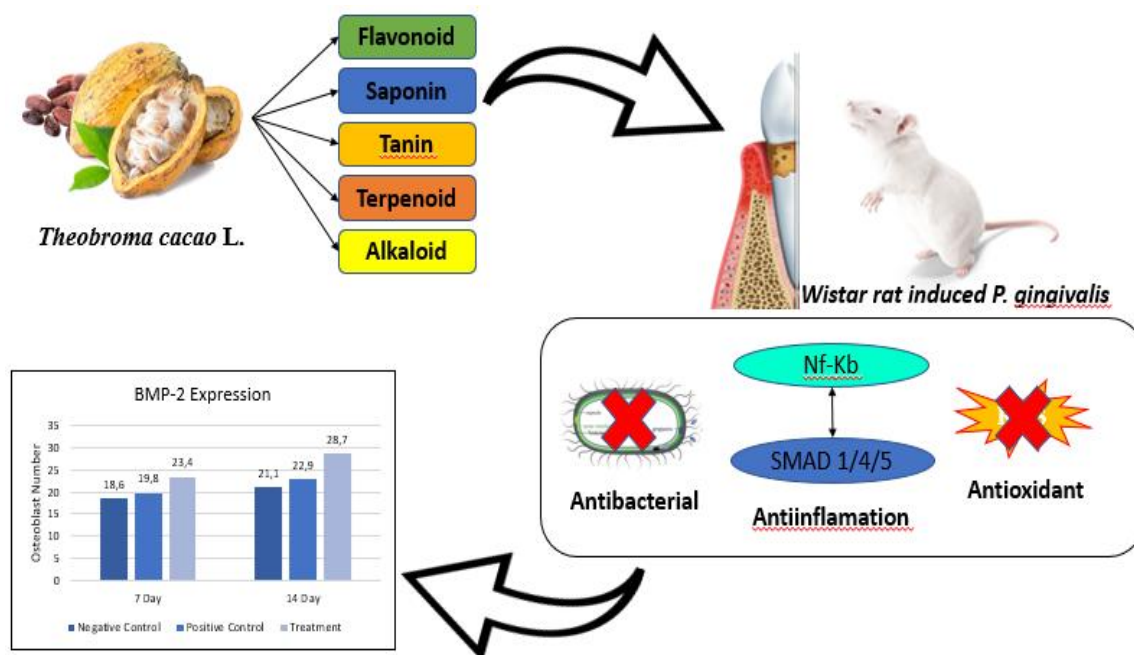 Flavonoid
Saponin
Tanin
Terpenoid
Alkaloid
Theobroma cacao L.
Wistar rat induced P. gingivalis
Nf-Kb
SMAD 1/4/5
Antibacterial
Antiinflamation
Antioxidant
BMP-2 Expression
Osteoblast Number
35
30
25
20
15
10
5
0
18,6
19,8
23,4
21,1
22,9
28,7
7 Day
14 Day
Negative Control
Positive Control
Treatment